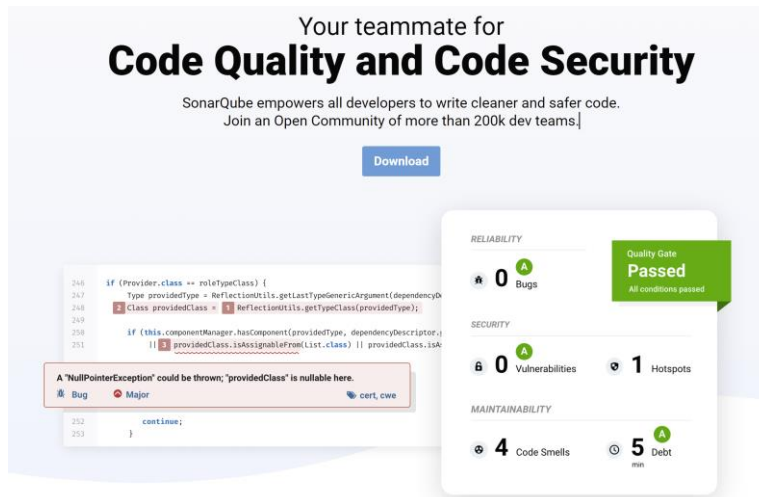 Your teammate for
Code Quality and Code Security
SonarQube empowers all developers to write cleaner and safer code.
Join an Open Community of more than 200k dev teams.
Download
246 if (Provider.class == roleTypeClass) {
247 Type providedType = ReflectionUtils.getLastTypeGenericArgument(dependencyD
248 2 Class providedClass = 1 ReflectionUtils.getTypeClass(providedType);
249
250 if (this.componentManager.hasComponent(providedType, dependencyDescriptor.
251 || 3 providedClass.isAssignableFrom(List.class) || providedClass.isA
A "NullPointerException" could be thrown; "providedClass" is nullable here.
Bug Major cert, cwe
252 continue;
253 }
RELIABILITY
0 Bugs A
Quality Gate
Passed
All conditions passed
SECURITY
0 Vulnerabilities A
1 Hotspots
MAINTAINABILITY
4 Code Smells
5 min Debt A